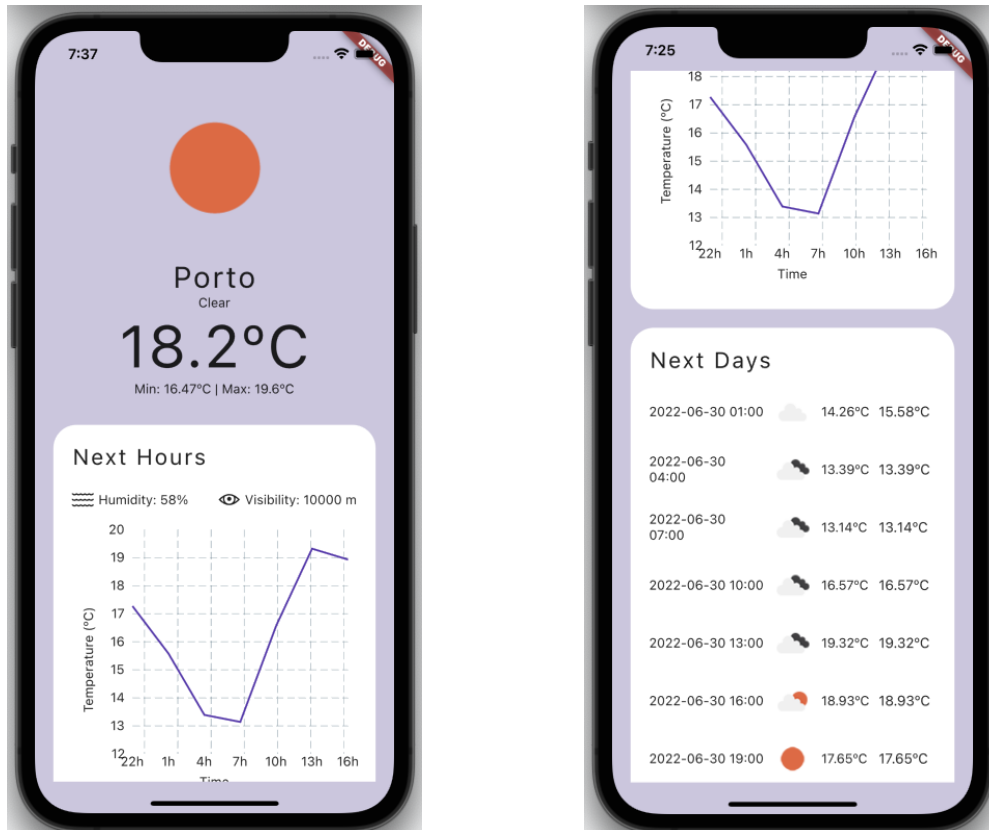 7:37
DEBUG
Porto
Clear
18.2ºC
Min: 16.47ºC | Max: 19.6ºC
Next Hours
Humidity: 58% Visibility: 10000 m
20
19
18
17
16
15
14
13
12
Temperature (ºC)
22h 1h 4h 7h 10h 13h 16h
Time
7:25
DEBUG
18
17
16
15
14
13
12
Temperature (ºC)
22h 1h 4h 7h 10h 13h 16h
Time
Next Days
2022-06-30 01:00 14.26ºC 15.58ºC
2022-06-30
04:00 13.39ºC 13.39ºC
2022-06-30
07:00 13.14ºC 13.14ºC
2022-06-30 10:00 16.57ºC 16.57ºC
2022-06-30 13:00 19.32ºC 19.32ºC
2022-06-30 16:00 18.93ºC 18.93ºC
2022-06-30 19:00 17.65ºC 17.65ºC